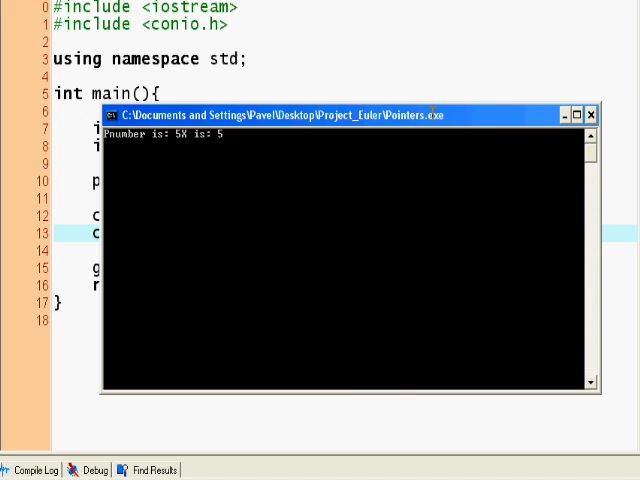 0 #include <iostream>
1 #include <conio.h>
2
3 using namespace std;
4
5 int main(){
6
C:\Documents and Settings\Pavel\Desktop\Project_Euler\Pointers.exe
Pnumber is: 5X is: 5
7 i
8 i
9
10 p
11
12 c
13 c
14
15 g
16 r
17 }
18
Compile Log
Debug
Find Results